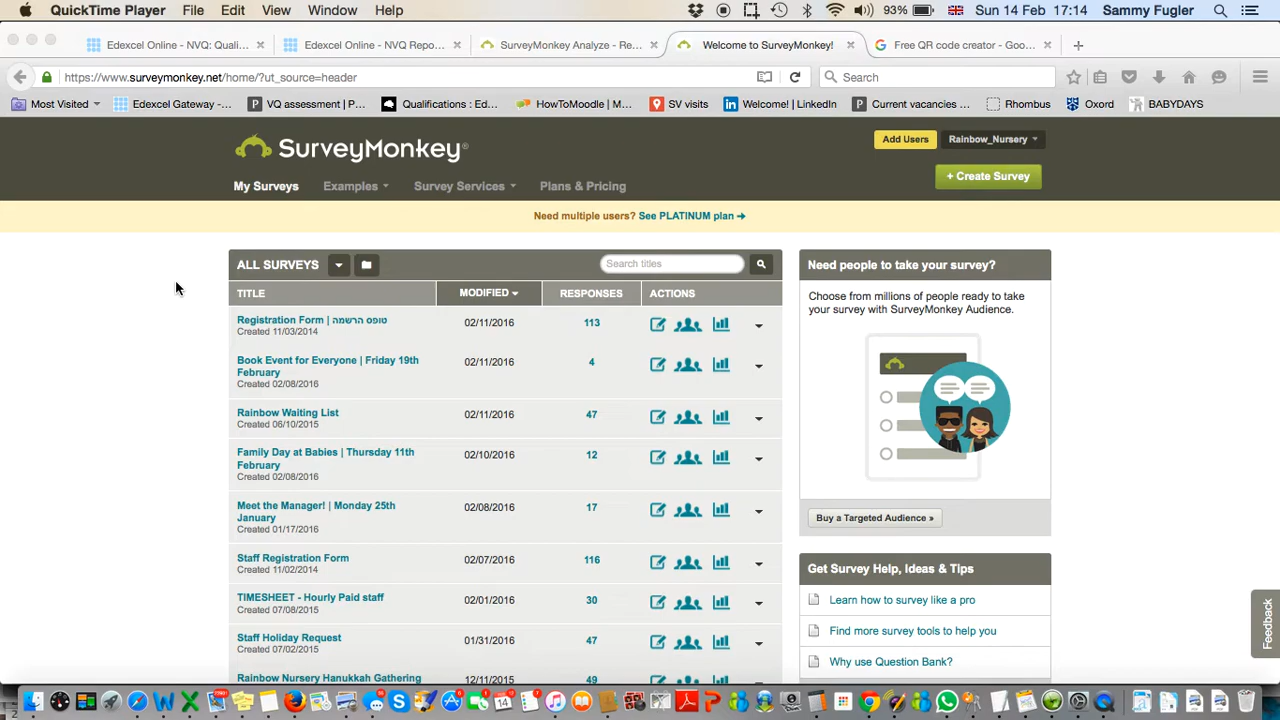 QuickTime Player File Edit View Window Help 93% Sun 14 Feb 17:14 Sammy Fugler
Edexcel Online - NVQ: Quali... × Edexcel Online - NVQ Repo... × SurveyMonkey Analyze - Re... × Welcome to SurveyMonkey! × Free QR code creator - Goo... × +
https://www.surveymonkey.net/home/?ut_source=header Search
Most Visited Edexcel Gateway -... VQ assessment | P... Qualifications : Ed... HowToMoodle | M... SV visits Welcome! | LinkedIn Current vacancies ... Rhombus Oxord BABYDAYS
SurveyMonkey® Add Users Rainbow_Nursery
My Surveys Examples Survey Services Plans & Pricing + Create Survey
Need multiple users? See PLATINUM plan →
ALL SURVEYS Search titles
TITLE MODIFIED RESPONSES ACTIONS
Registration Form | טופס הרשמה 02/11/2016 113
Created 11/03/2014
Book Event for Everyone | Friday 19th
February 02/11/2016 4
Created 02/08/2016
Rainbow Waiting List 02/11/2016 47
Created 06/10/2015
Family Day at Babies | Thursday 11th
February 02/10/2016 12
Created 02/08/2016
Meet the Manager! | Monday 25th
January 02/08/2016 17
Created 01/17/2016
Staff Registration Form 02/07/2016 116
Created 11/02/2014
TIMESHEET - Hourly Paid staff 02/01/2016 30
Created 07/08/2015
Staff Holiday Request 01/31/2016 47
Created 07/02/2015
Rainbow Nursery Hanukkah Gathering 12/11/2015 49
Need people to take your survey?
Choose from millions of people ready to take
your survey with SurveyMonkey Audience.
Buy a Targeted Audience »
Get Survey Help, Ideas & Tips
Learn how to survey like a pro
Find more survey tools to help you
Why use Question Bank?
Feedback